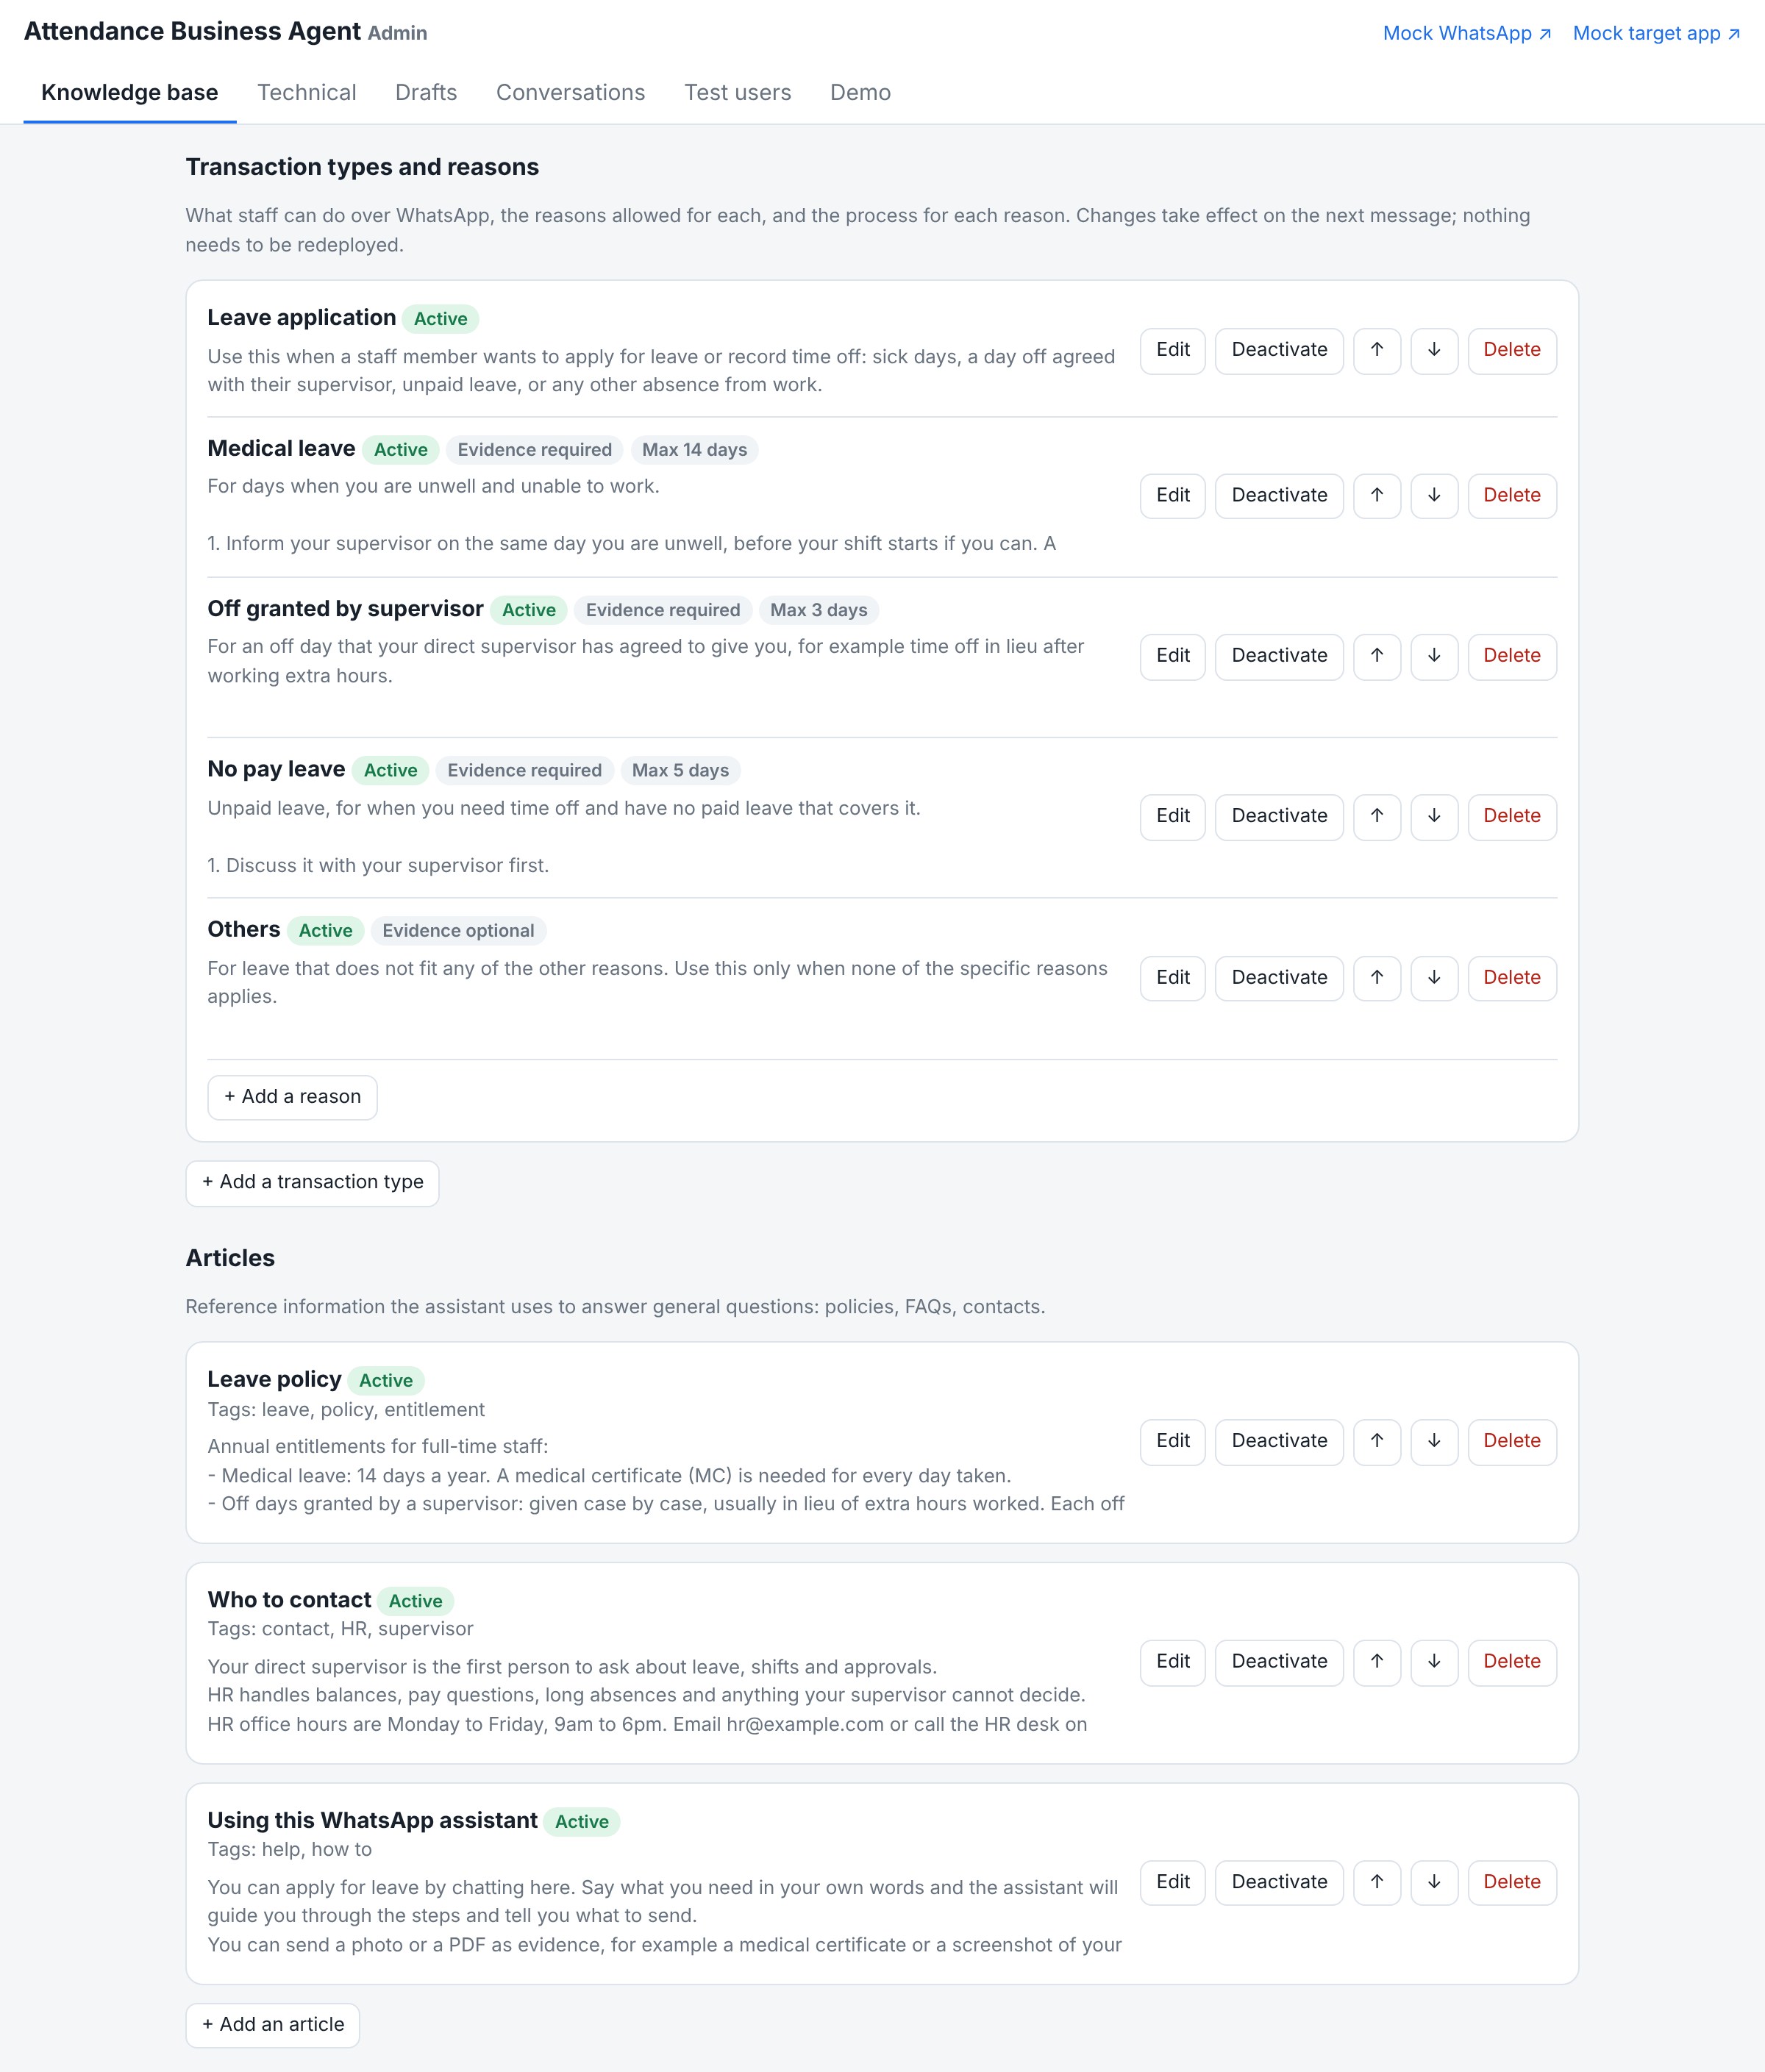 Attendance Business Agent Admin
Mock WhatsApp ↗ Mock target app ↗
Knowledge base Technical Drafts Conversations Test users Demo
Transaction types and reasons
What staff can do over WhatsApp, the reasons allowed for each, and the process for each reason. Changes take effect on the next message; nothing
needs to be redeployed.
Leave application Active
Use this when a staff member wants to apply for leave or record time off: sick days, a day off agreed
with their supervisor, unpaid leave, or any other absence from work.
Edit Deactivate ↑ ↓ Delete
Medical leave Active Evidence required Max 14 days
For days when you are unwell and unable to work.
1. Inform your supervisor on the same day you are unwell, before your shift starts if you can. A
Edit Deactivate ↑ ↓ Delete
Off granted by supervisor Active Evidence required Max 3 days
For an off day that your direct supervisor has agreed to give you, for example time off in lieu after
working extra hours.
Edit Deactivate ↑ ↓ Delete
No pay leave Active Evidence required Max 5 days
Unpaid leave, for when you need time off and have no paid leave that covers it.
1. Discuss it with your supervisor first.
Edit Deactivate ↑ ↓ Delete
Others Active Evidence optional
For leave that does not fit any of the other reasons. Use this only when none of the specific reasons
applies.
Edit Deactivate ↑ ↓ Delete
+ Add a reason
+ Add a transaction type
Articles
Reference information the assistant uses to answer general questions: policies, FAQs, contacts.
Leave policy Active
Tags: leave, policy, entitlement
Annual entitlements for full-time staff:
- Medical leave: 14 days a year. A medical certificate (MC) is needed for every day taken.
- Off days granted by a supervisor: given case by case, usually in lieu of extra hours worked. Each off
Edit Deactivate ↑ ↓ Delete
Who to contact Active
Tags: contact, HR, supervisor
Your direct supervisor is the first person to ask about leave, shifts and approvals.
HR handles balances, pay questions, long absences and anything your supervisor cannot decide.
HR office hours are Monday to Friday, 9am to 6pm. Email hr@example.com or call the HR desk on
Edit Deactivate ↑ ↓ Delete
Using this WhatsApp assistant Active
Tags: help, how to
You can apply for leave by chatting here. Say what you need in your own words and the assistant will
guide you through the steps and tell you what to send.
You can send a photo or a PDF as evidence, for example a medical certificate or a screenshot of your
Edit Deactivate ↑ ↓ Delete
+ Add an article